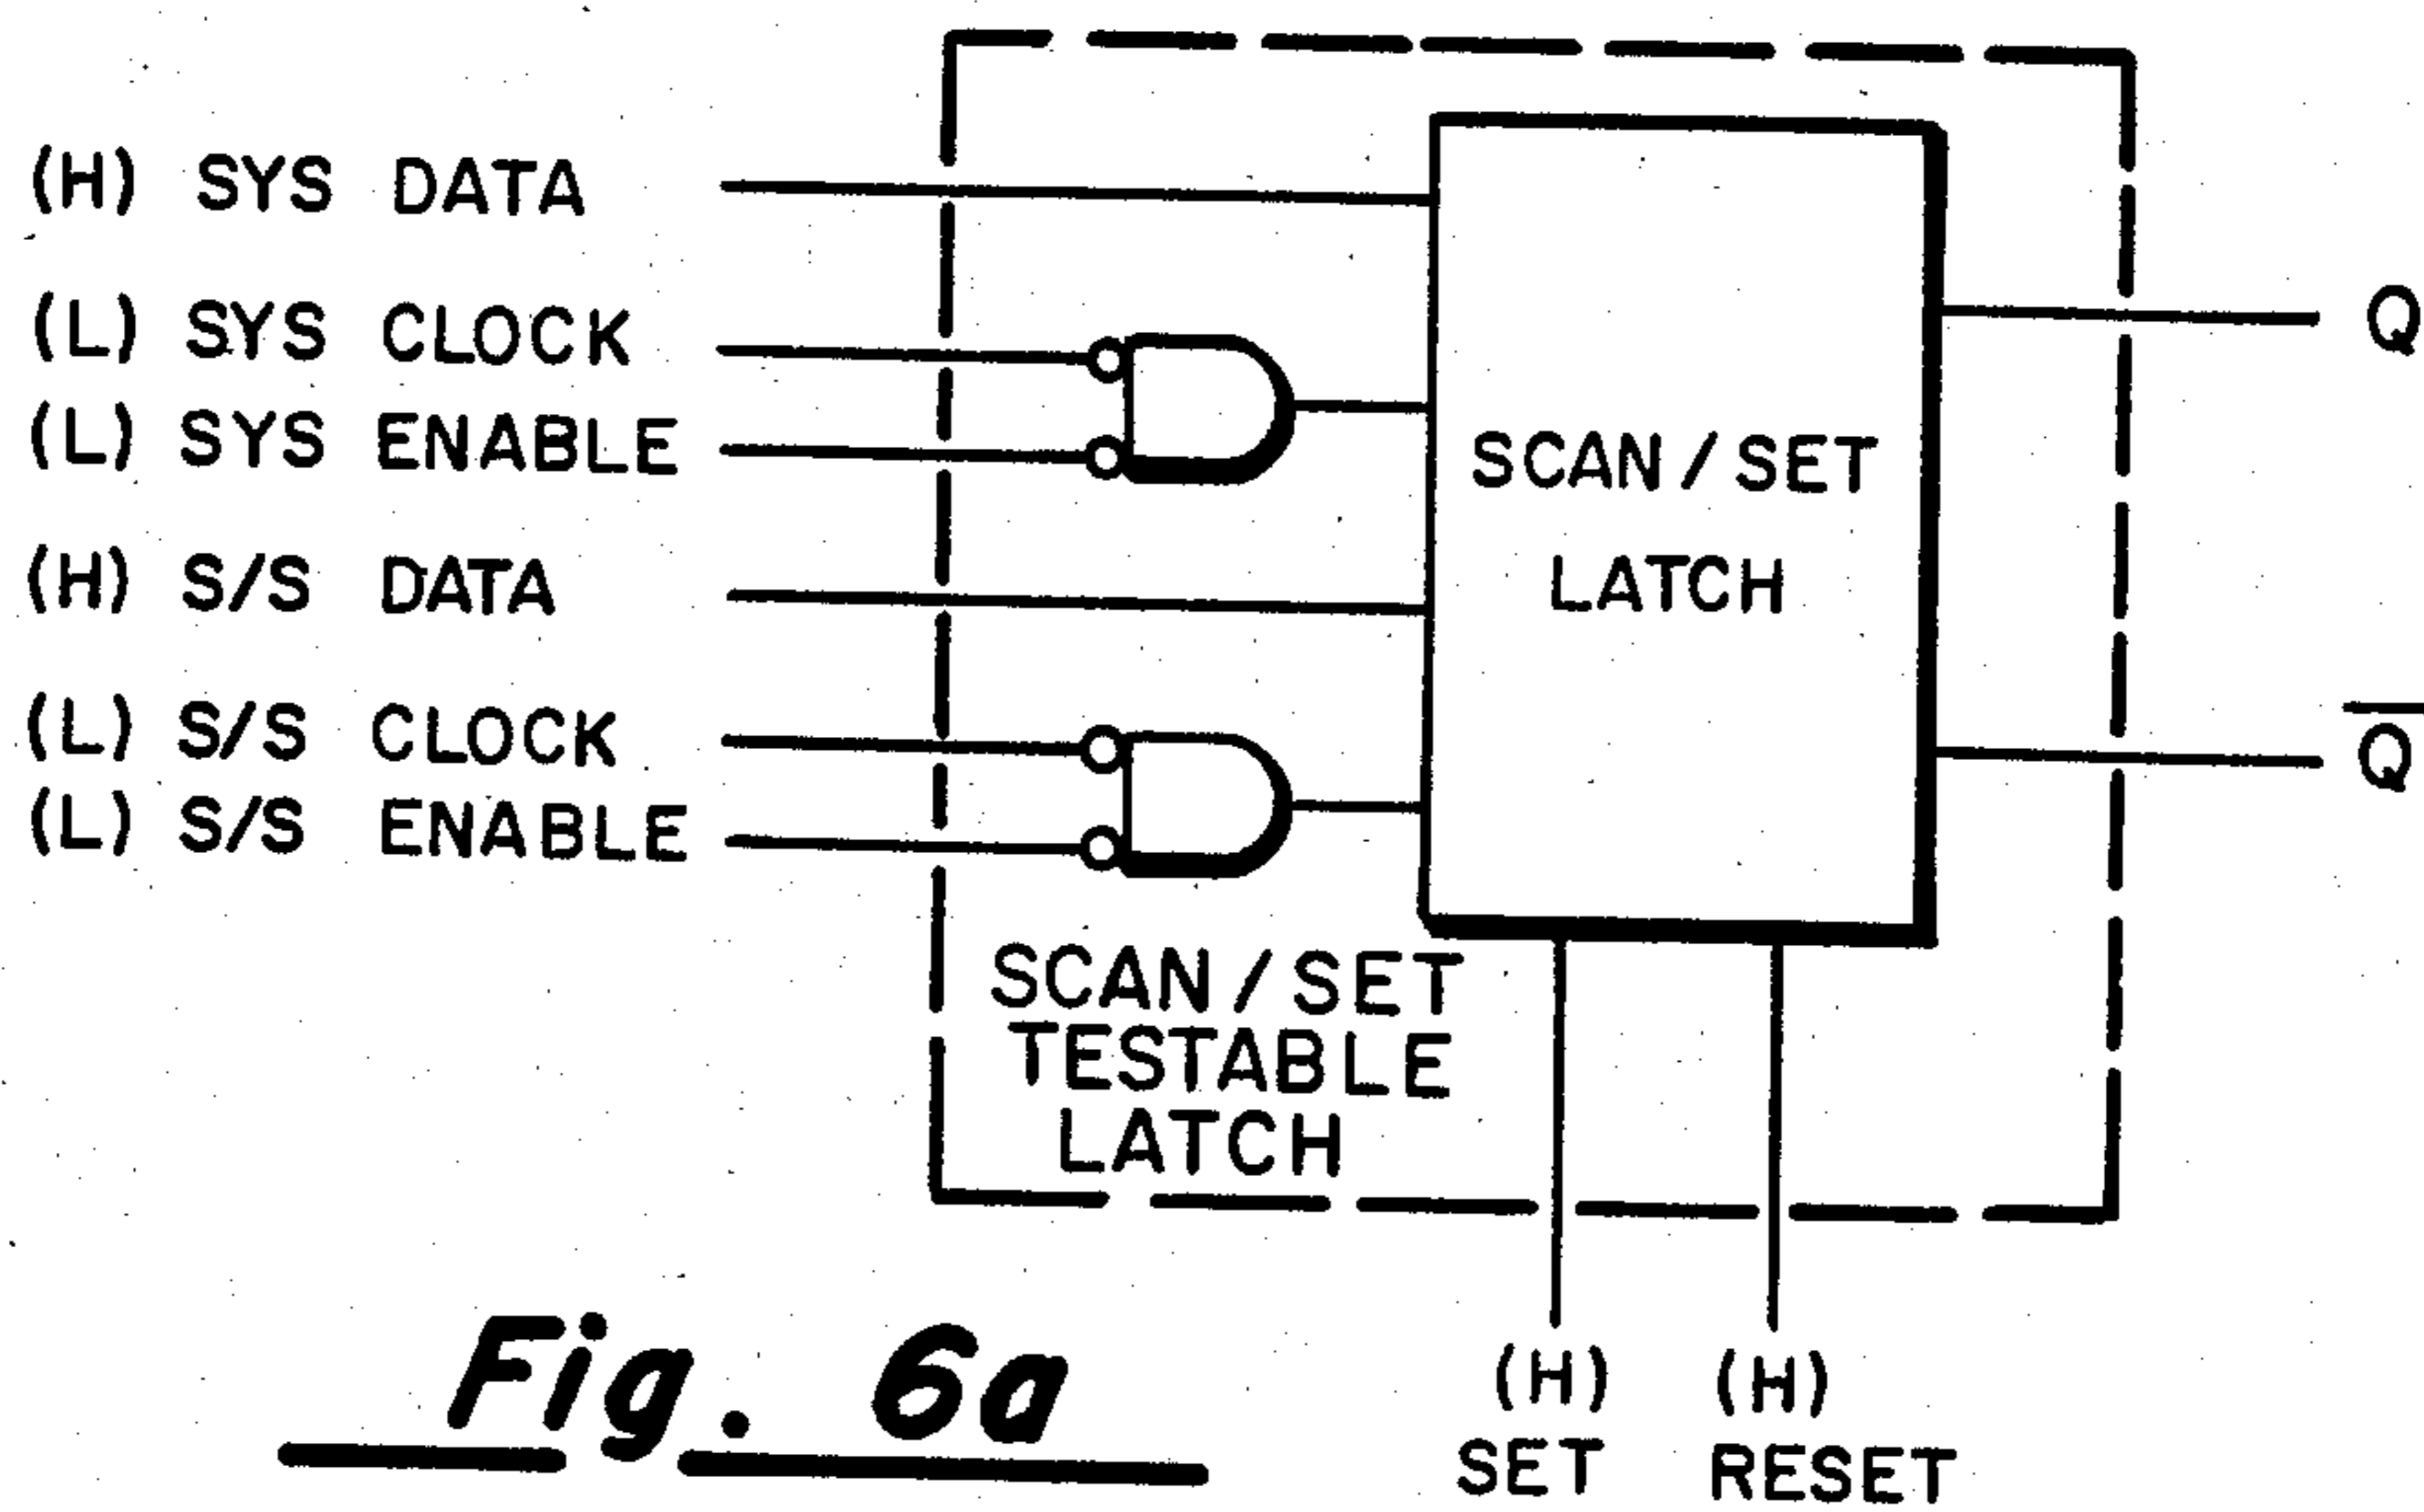 (H) SYS DATA
(L) SYS CLOCK
(L) SYS ENABLE
(H) S/S DATA
(L) S/S CLOCK
(L) S/S ENABLE
SCAN/SET
LATCH
Q
Q̅
SCAN/SET
TESTABLE
LATCH
(H) (H)
SET RESET
Fig. 6a